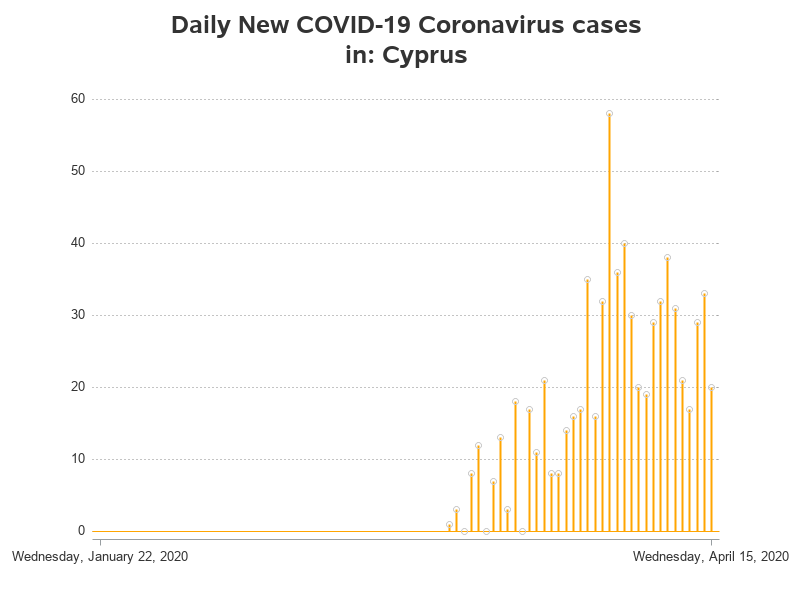 Daily New COVID-19 Coronavirus cases
in: Cyprus
60
50
40
30
20
10
0
Wednesday, January 22, 2020
Wednesday, April 15, 2020